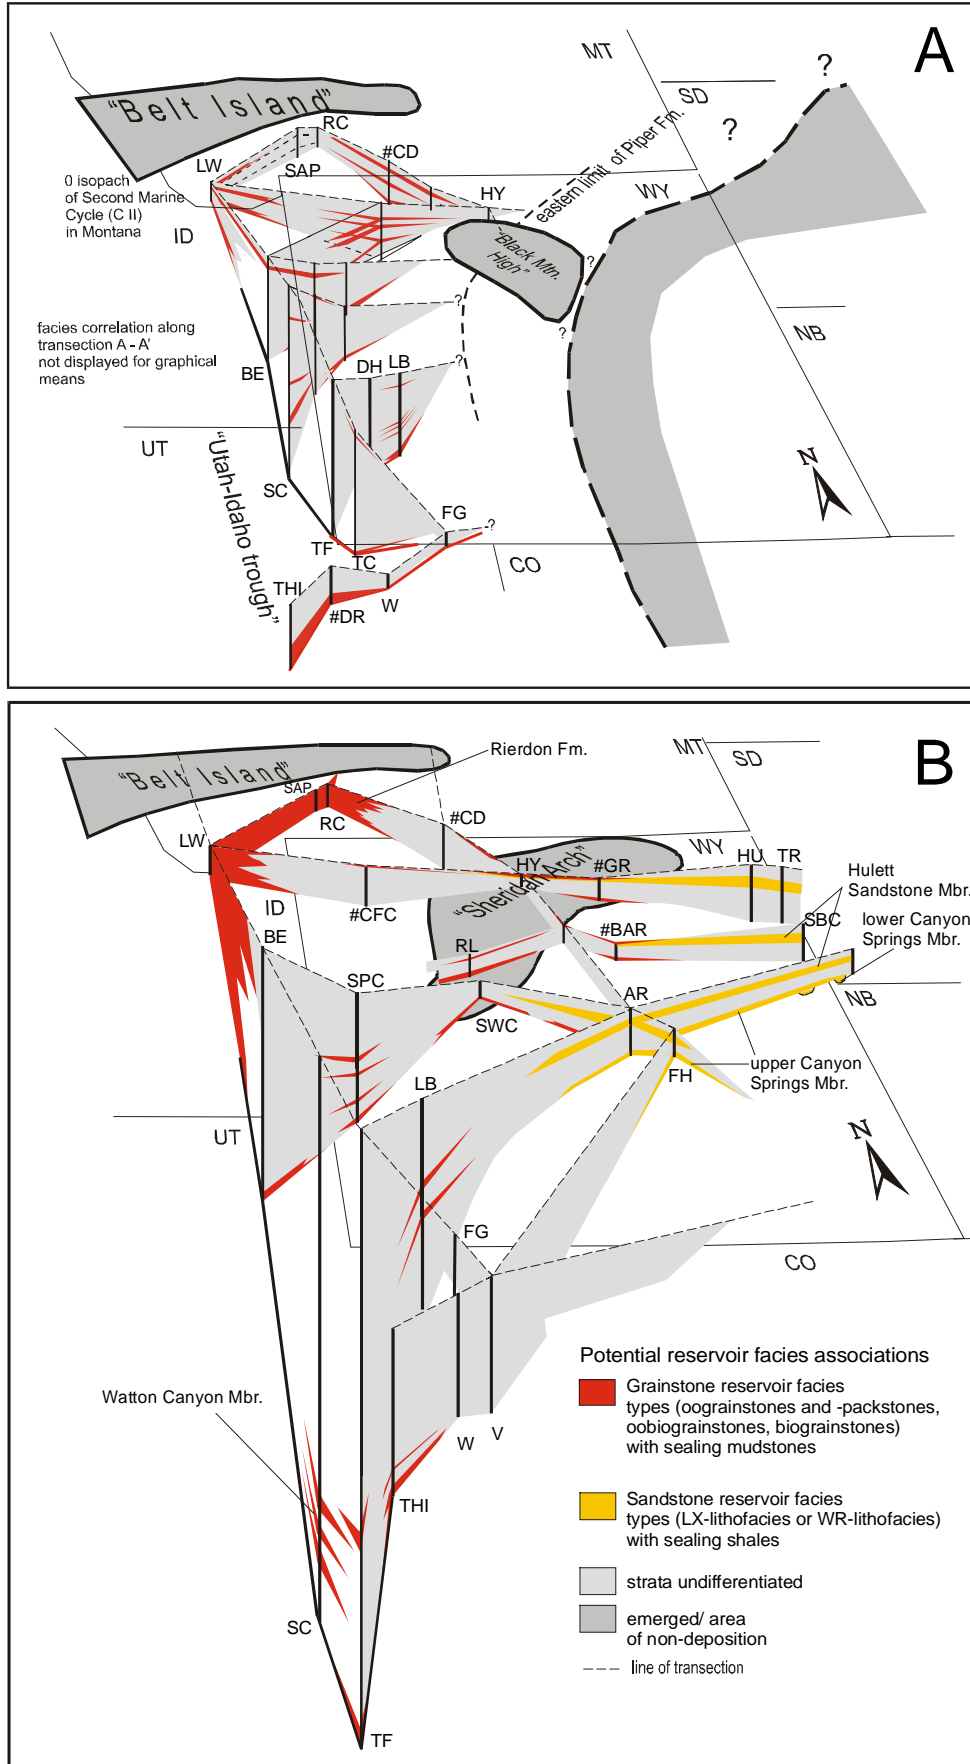 A
MT
?
SD
?
"Belt Island"
RC
#CD
eastern limit of Piper Fm.
LW
SAP
WY
0 isopach
of Second Marine
Cycle (C II)
in Montana
ID
HY
"Black Mtn.
High"
?
?
?
facies correlation along
transection A - A'
not displayed for graphical
means
NB
BE
DH
LB
?
UT
"Utah-Idaho trough"
N
SC
FG
?
TF
TC
CO
THI
#DR
W
B
Rierdon Fm.
MT
SD
"Belt Island"
SAP
RC
#CD
LW
WY
HU
TR
HY
#GR
Hulett
Sandstone Mbr.
"Sheridan Arch"
#CFC
ID
SBC
lower Canyon
Springs Mbr.
BE
RL
#BAR
SPC
AR
NB
SWC
LB
FH
upper Canyon
Springs Mbr.
UT
N
FG
CO
Potential reservoir facies associations
Grainstone reservoir facies
types (oograinstones and -packstones,
oobiograinstones, biograinstones)
with sealing mudstones
Watton Canyon Mbr.
W
V
THI
Sandstone reservoir facies
types (LX-lithofacies or WR-lithofacies)
with sealing shales
strata undifferentiated
SC
emerged/ area
of non-deposition
line of transection
TF